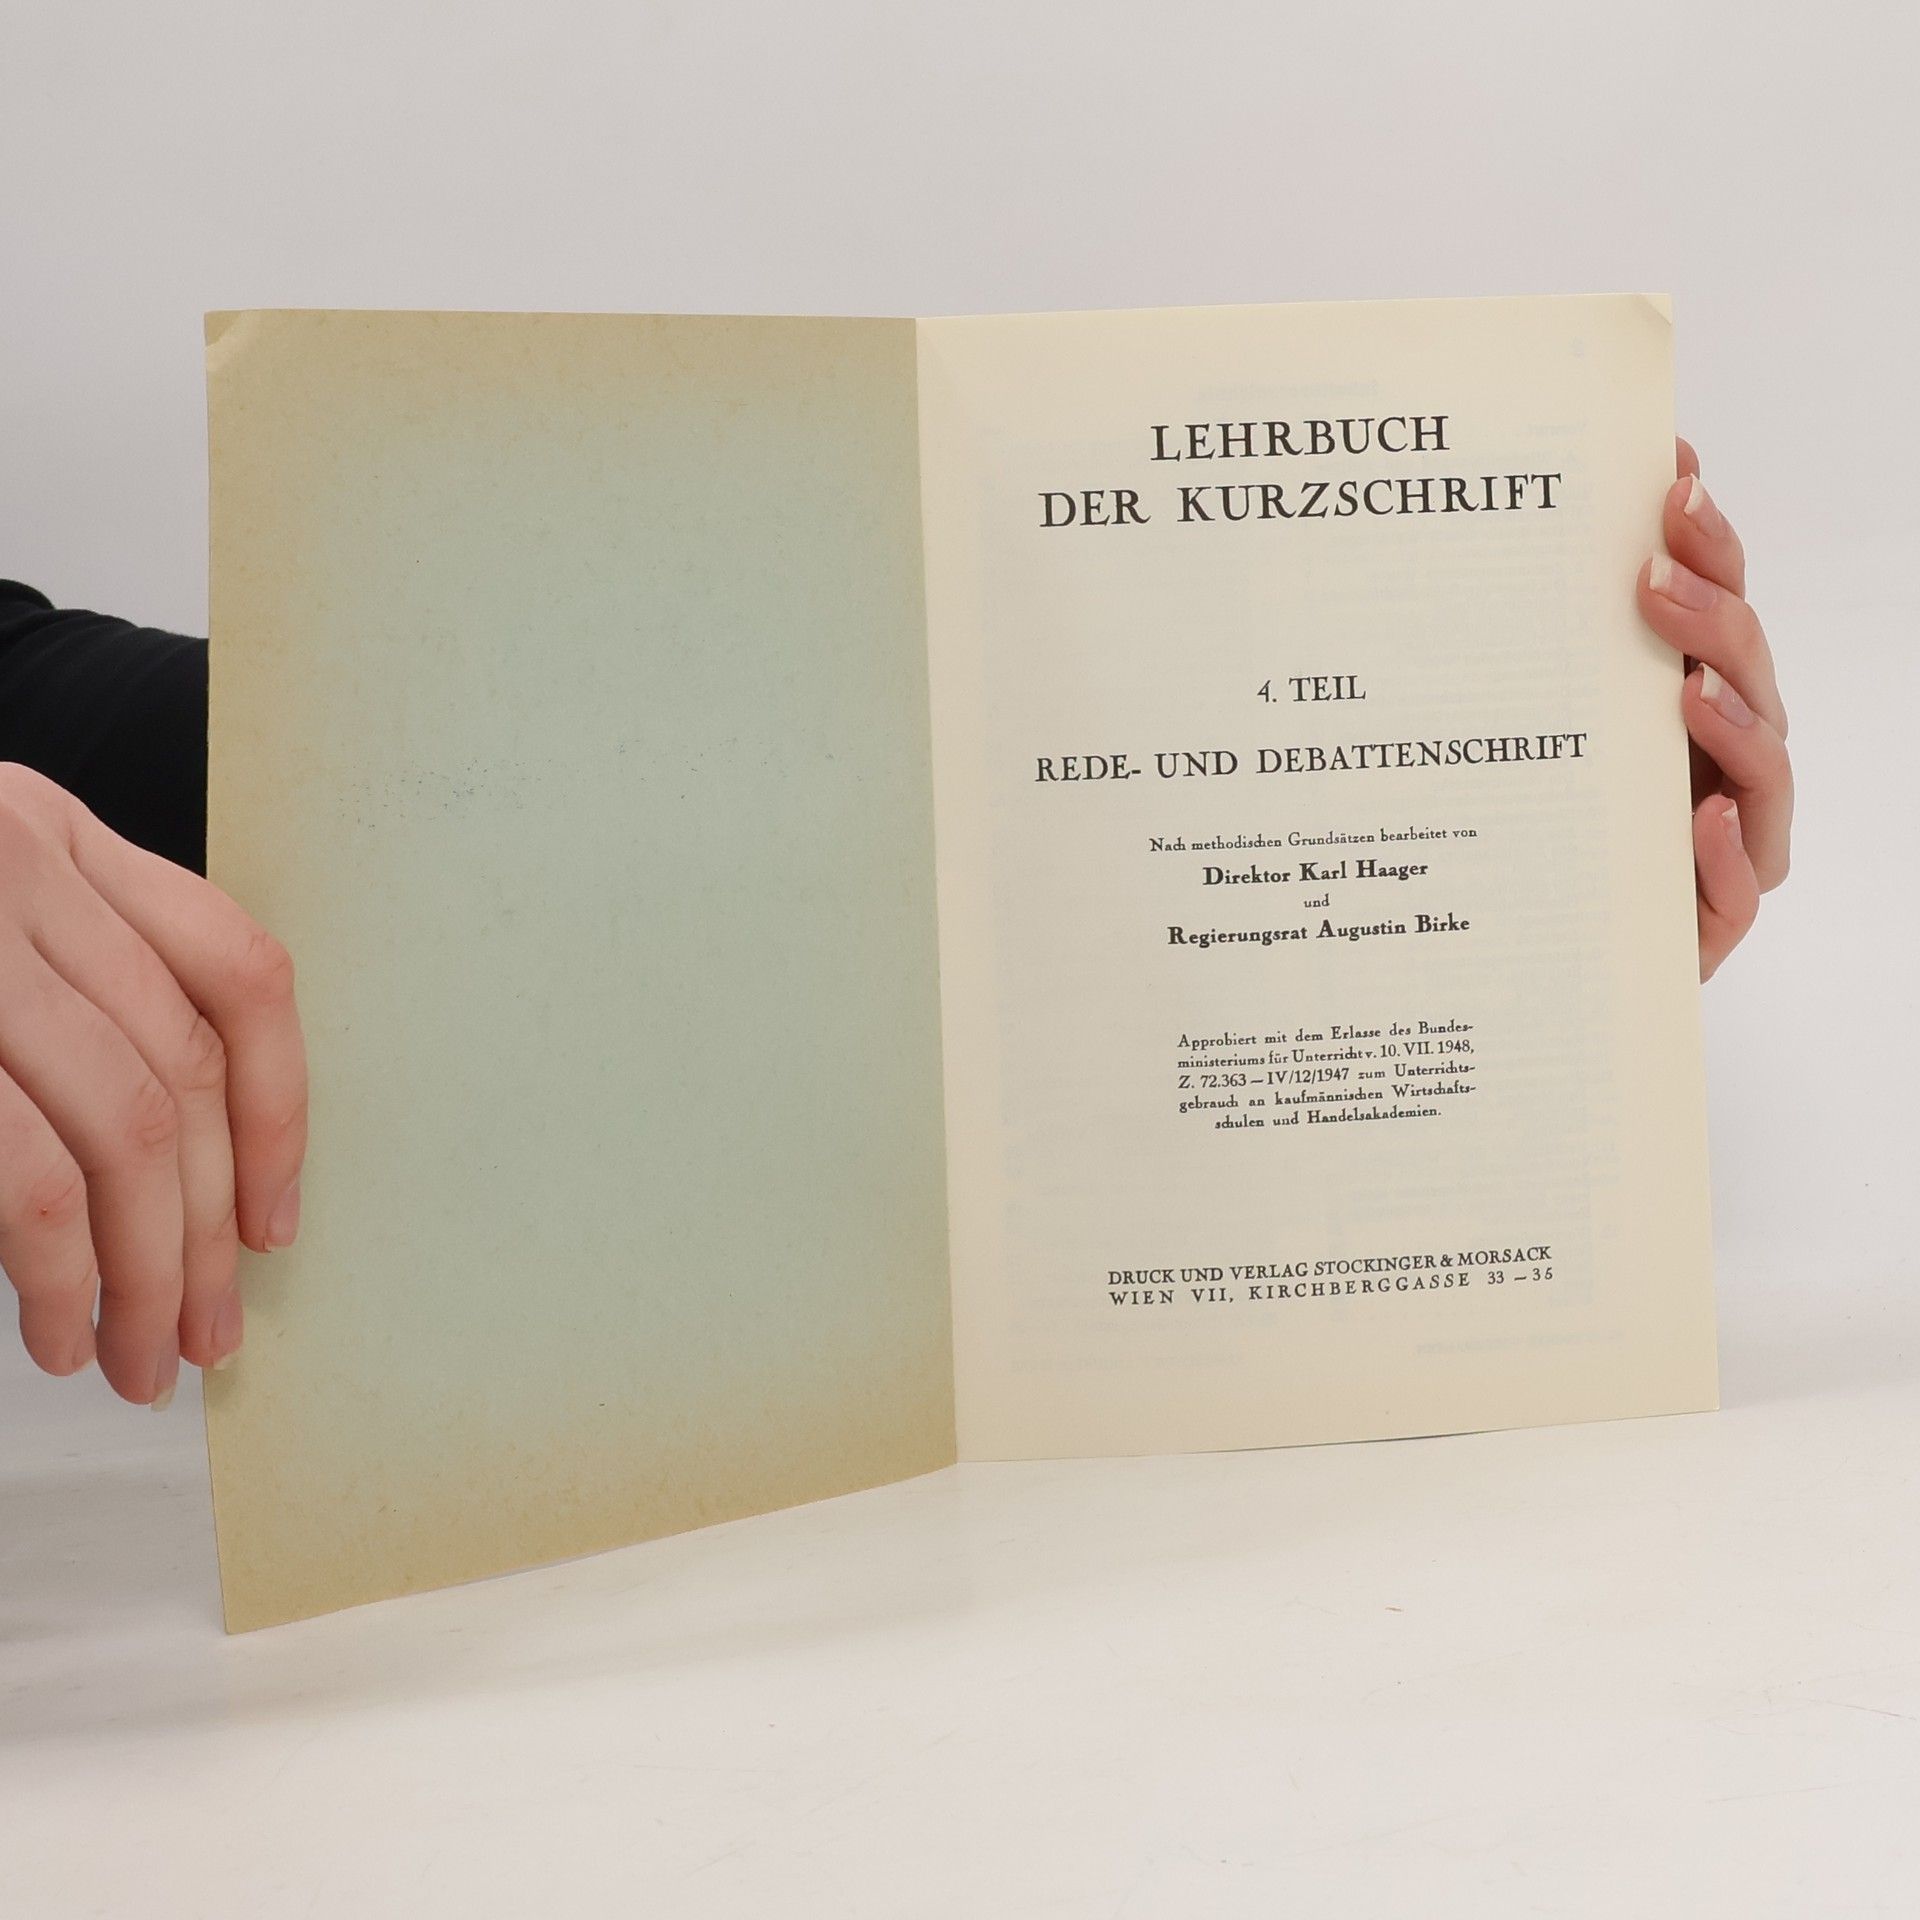 LEHRBUCH
DER KURZSCHRIFT
4. TEIL
REDE- UND DEBATTENSCHRIFT
Nach methodischen Grundsätzen bearbeitet von
Direktor Karl Haager
und
Regierungsrat Augustin Birke
Approbiert mit dem Erlasse des Bundes-
ministeriums für Unterricht v. 10. VII. 1948,
Z. 72.363 – IV/12/1947 zum Unterrichts-
gebrauch an kaufmännischen Wirtschafts-
schulen und Handelsakademien.
DRUCK UND VERLAG STOCKINGER & MORSACK
WIEN VII, KIRCHBERGGASSE 33 – 35